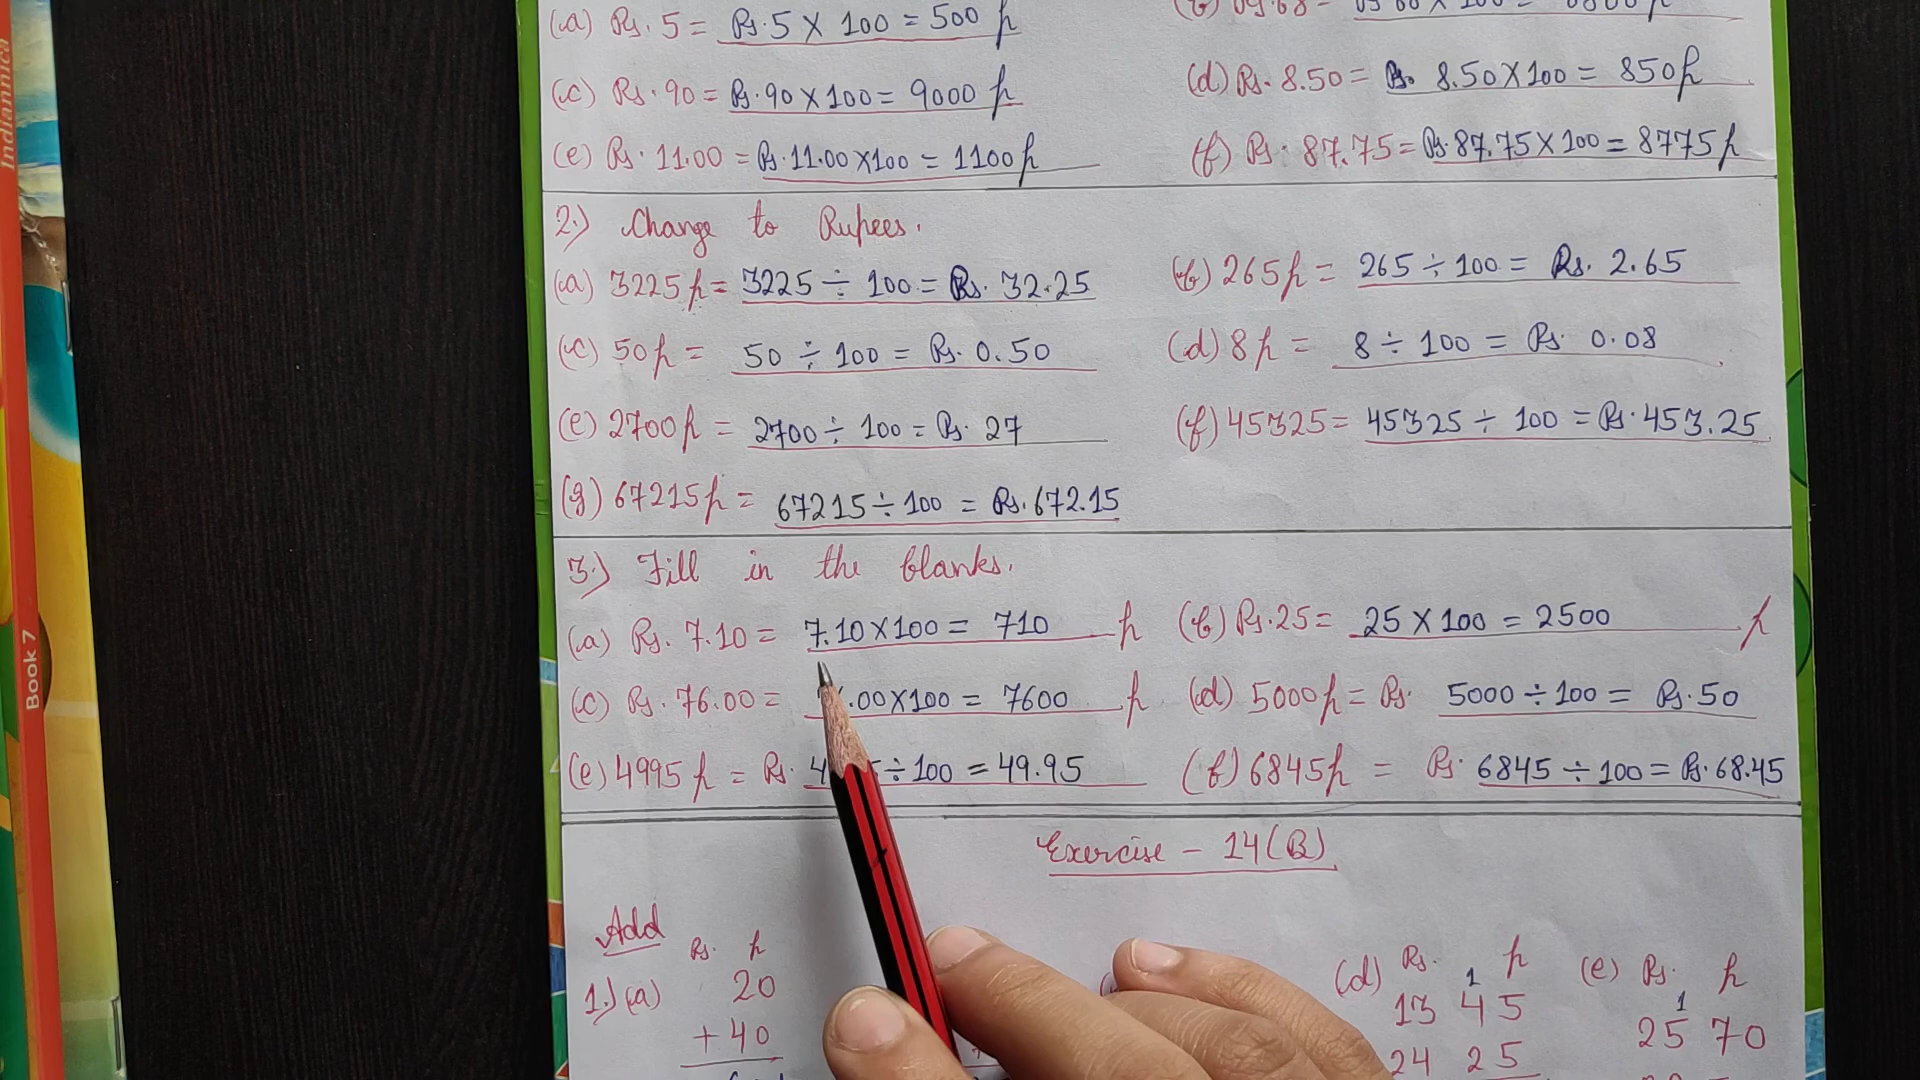 Indiannica
Book 7
(a) Rs. 5 = Rs. 5 X 100 = 500 p
(c) Rs. 90 = Rs. 90 X 100 = 9000 p
(d) Rs. 8.50 = Rs. 8.50 X 100 = 850 p
(e) Rs. 11.00 = Rs. 11.00 X 100 = 1100 p
(f) Rs. 87.75 = Rs. 87.75 X 100 = 8775 p
2.) Change to Rupees.
(a) 3225 p = 3225 ÷ 100 = Rs. 32.25
(b) 265 p = 265 ÷ 100 = Rs. 2.65
(c) 50 p = 50 ÷ 100 = Rs. 0.50
(d) 8 p = 8 ÷ 100 = Rs. 0.08
(e) 2700 p = 2700 ÷ 100 = Rs. 27
(f) 45325 = 45325 ÷ 100 = Rs. 453.25
(g) 67215 p = 67215 ÷ 100 = Rs. 672.15
3.) Fill in the blanks.
(a) Rs. 7.10 = 7.10 X 100 = 710 p
(b) Rs. 25 = 25 X 100 = 2500 p
(c) Rs. 76.00 = .00 X 100 = 7600 p
(d) 5000 p = Rs. 5000 ÷ 100 = Rs. 50
(e) 4995 p = Rs. ÷ 100 = 49.95
(f) 6845 p = Rs. 6845 ÷ 100 = Rs. 68.45
Exercise - 14 (B)
Add
Rs. p
1.) (a) 20
+ 40
(d) Rs. p
1
13 45
24 25
(e) Rs. p
1
25 70